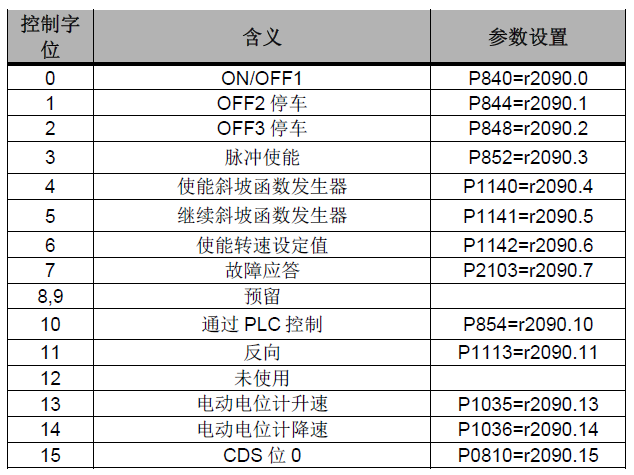 控制字位 含义 参数设置
0 ON/OFF1 P840=r2090.0
1 OFF2 停车 P844=r2090.1
2 OFF3 停车 P848=r2090.2
3 脉冲使能 P852=r2090.3
4 使能斜坡函数发生器 P1140=r2090.4
5 继续斜坡函数发生器 P1141=r2090.5
6 使能转速设定值 P1142=r2090.6
7 故障应答 P2103=r2090.7
8,9 预留
10 通过 PLC 控制 P854=r2090.10
11 反向 P1113=r2090.11
12 未使用
13 电动电位计升速 P1035=r2090.13
14 电动电位计降速 P1036=r2090.14
15 CDS 位 0 P0810=r2090.15